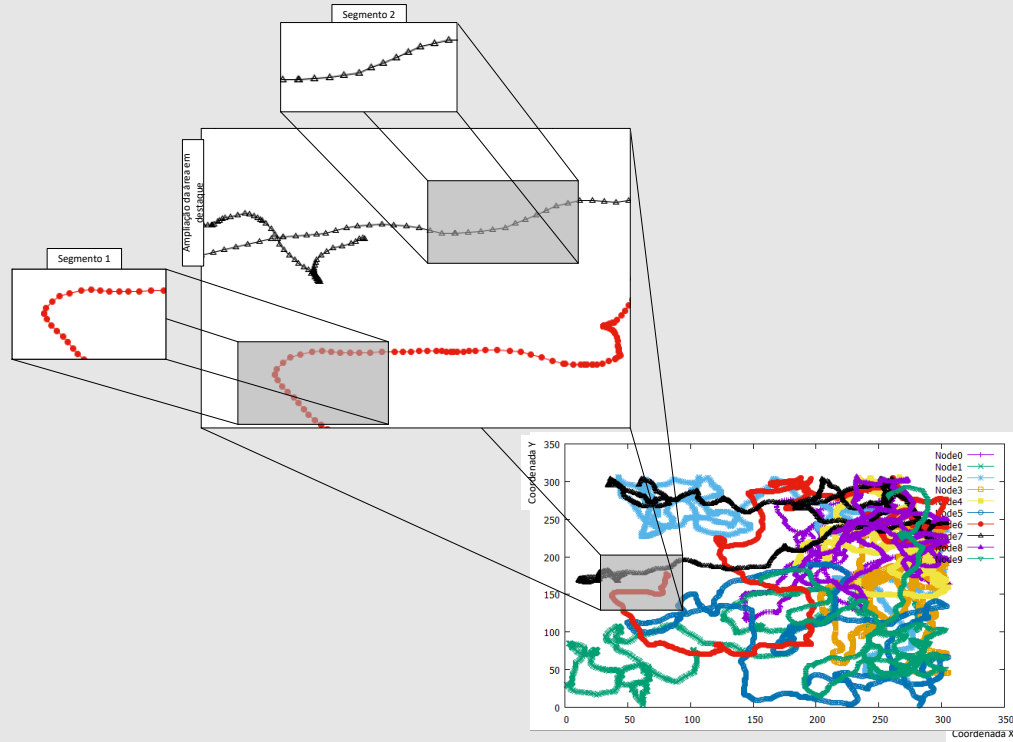 Segmento 2
Ampliação da área em
destaque
Segmento 1
Coordenada Y
350
300
250
200
150
100
50
0
Node0
Node1
Node2
Node3
Node4
Node5
Node6
Node7
Node8
Node9
0 50 100 150 200 250 300 350
Coordenada X